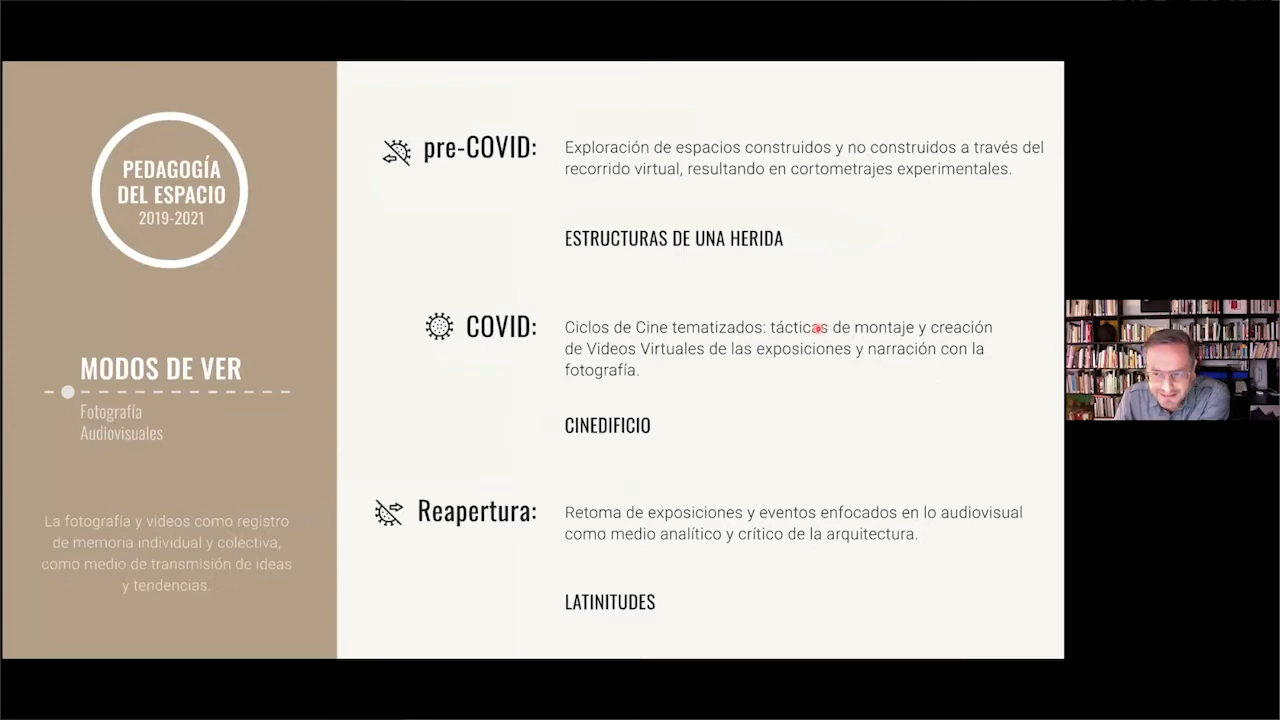 PEDAGOGÍA
DEL ESPACIO
2019-2021
MODOS DE VER
Fotografía
Audiovisuales
La fotografía y videos como registro
de memoria individual y colectiva,
como medio de transmisión de ideas
y tendencias.
pre-COVID:
Exploración de espacios construidos y no construidos a través del
recorrido virtual, resultando en cortometrajes experimentales.
ESTRUCTURAS DE UNA HERIDA
COVID:
Ciclos de Cine tematizados: tácticas de montaje y creación
de Videos Virtuales de las exposiciones y narración con la
fotografía.
CINEDIFICIO
Reapertura:
Retoma de exposiciones y eventos enfocados en lo audiovisual
como medio analítico y crítico de la arquitectura.
LATINITUDES